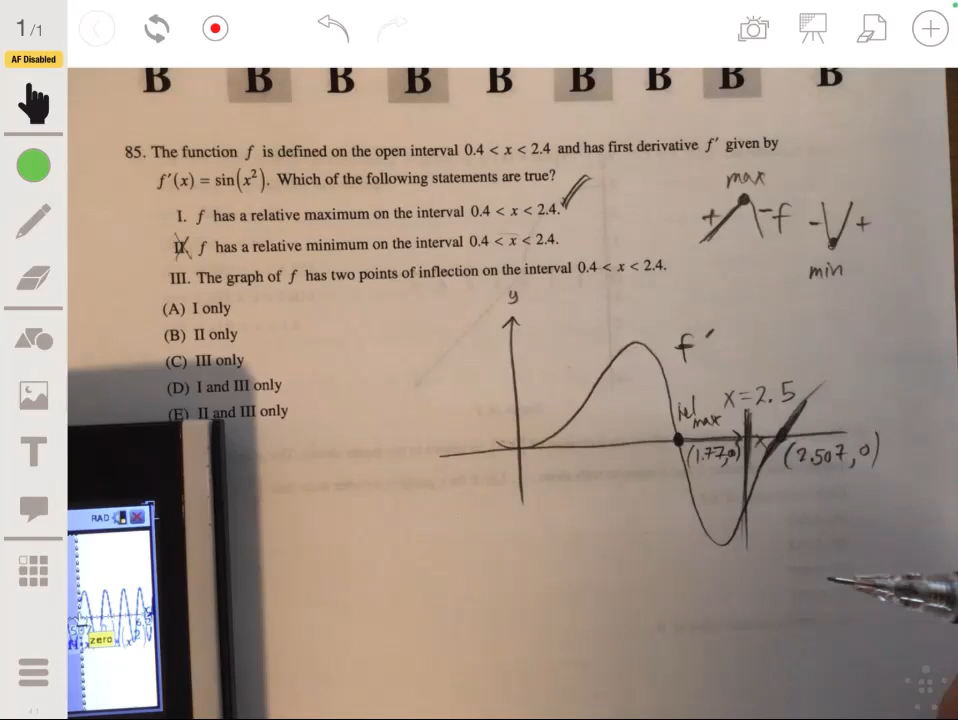 1/1
AF Disabled
B B B B B B B B B
85. The function f is defined on the open interval 0.4 < x < 2.4 and has first derivative f′ given by
f′(x) = sin(x²). Which of the following statements are true?
I. f has a relative maximum on the interval 0.4 < x < 2.4.
II. f has a relative minimum on the interval 0.4 < x < 2.4.
III. The graph of f has two points of inflection on the interval 0.4 < x < 2.4.
(A) I only
(B) II only
(C) III only
(D) I and III only
(E) II and III only
max
+ - f - +
min
y
f′
rel max
x=2.5
x
(1.77,0)
(2.507,0)
RAD
zero
T